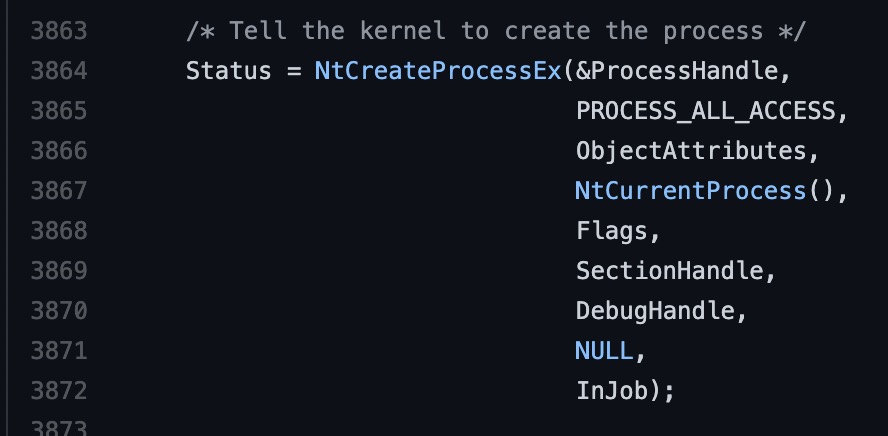 3863 /* Tell the kernel to create the process */
3864 Status = NtCreateProcessEx(&ProcessHandle,
3865 PROCESS_ALL_ACCESS,
3866 ObjectAttributes,
3867 NtCurrentProcess(),
3868 Flags,
3869 SectionHandle,
3870 DebugHandle,
3871 NULL,
3872 InJob);
3873